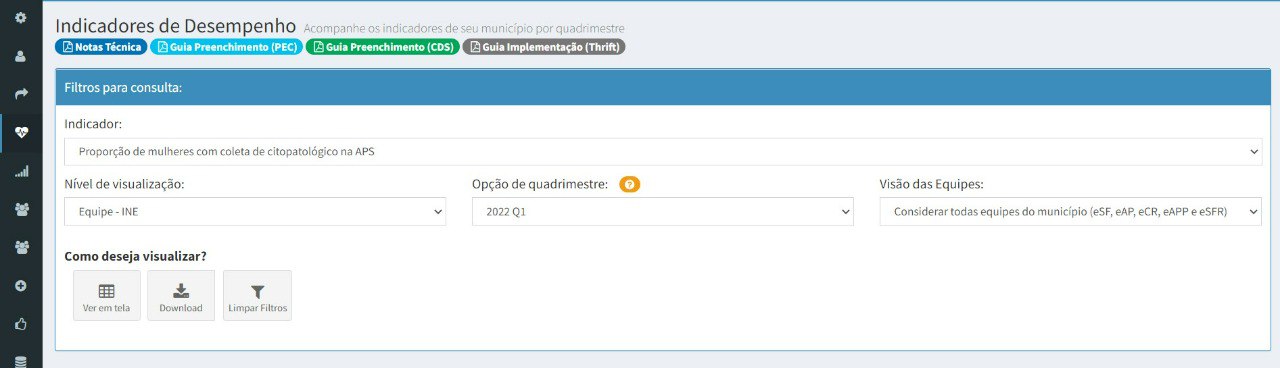 Indicadores de Desempenho Acompanhe os indicadores de seu município por quadrimestre
Notas Técnica Guia Preenchimento (PEC) Guia Preenchimento (CDS) Guia Implementação (Thrift)
Filtros para consulta:
Indicador:
Proporção de mulheres com coleta de citopatológico na APS
Nível de visualização: Opção de quadrimestre: Visão das Equipes:
Equipe - INE 2022 Q1 Considerar todas equipes do município (eSF, eAP, eCR, eAPP e eSFR)
Como deseja visualizar?
Ver em tela Download Limpar Filtros